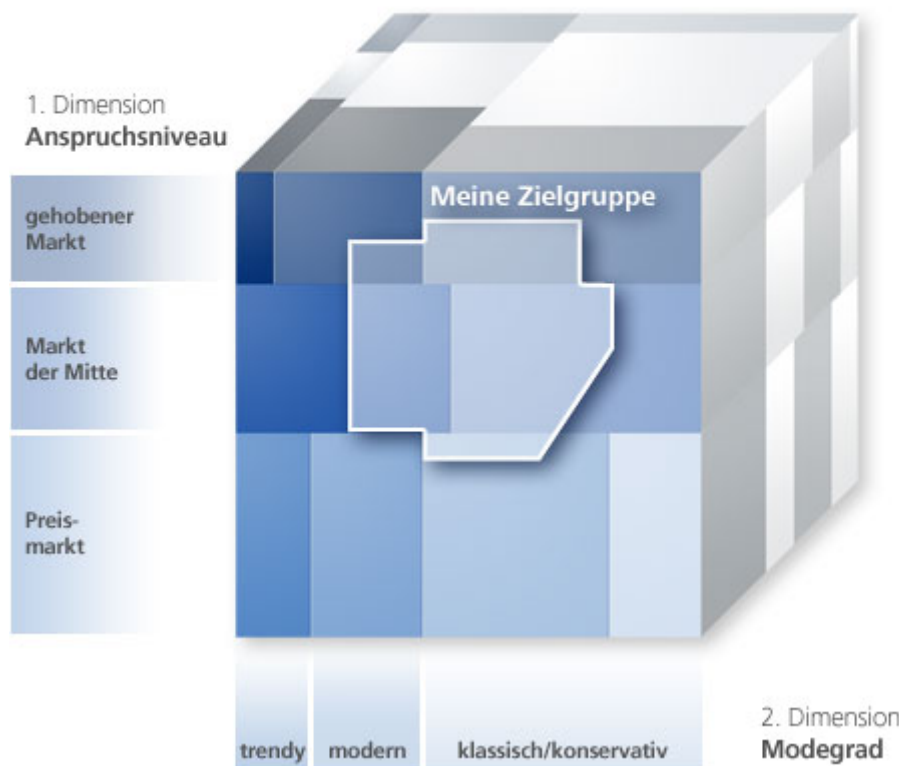 1. Dimension
Anspruchsniveau
Meine Zielgruppe
gehobener
Markt
Markt
der Mitte
Preis-
markt
trendy
modern
klassisch/konservativ
2. Dimension
Modegrad